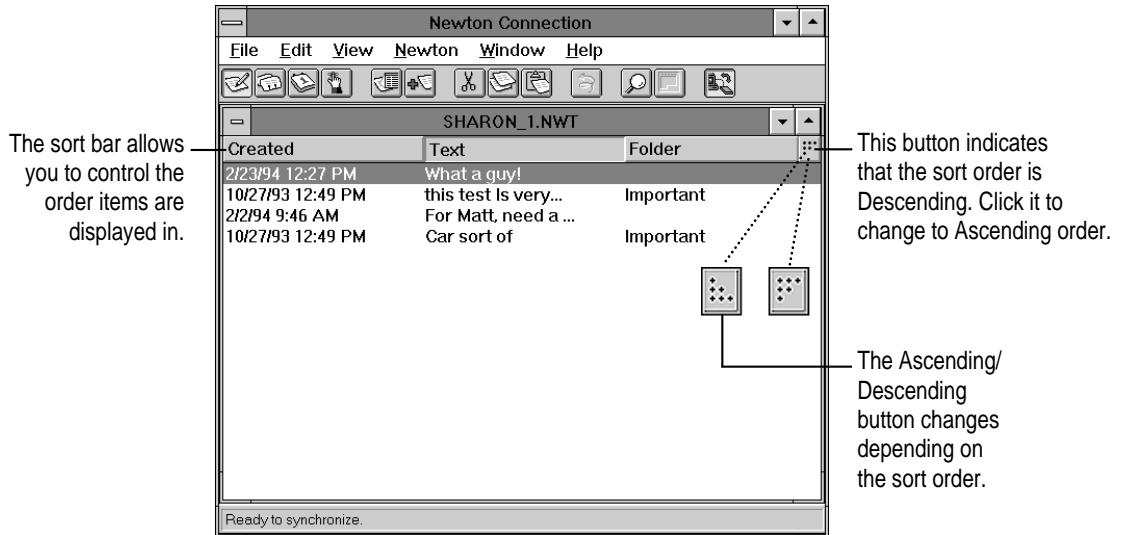 Newton Connection
File Edit View Newton Window Help
SHARON_1.NWT
Created Text Folder
2/23/94 12:27 PM What a guy!
10/27/93 12:49 PM this test Is very... Important
2/2/94 9:46 AM For Matt, need a ...
10/27/93 12:49 PM Car sort of Important
Ready to synchronize.
The sort bar allows
you to control the
order items are
displayed in.
This button indicates
that the sort order is
Descending. Click it to
change to Ascending order.
The Ascending/
Descending
button changes
depending on
the sort order.